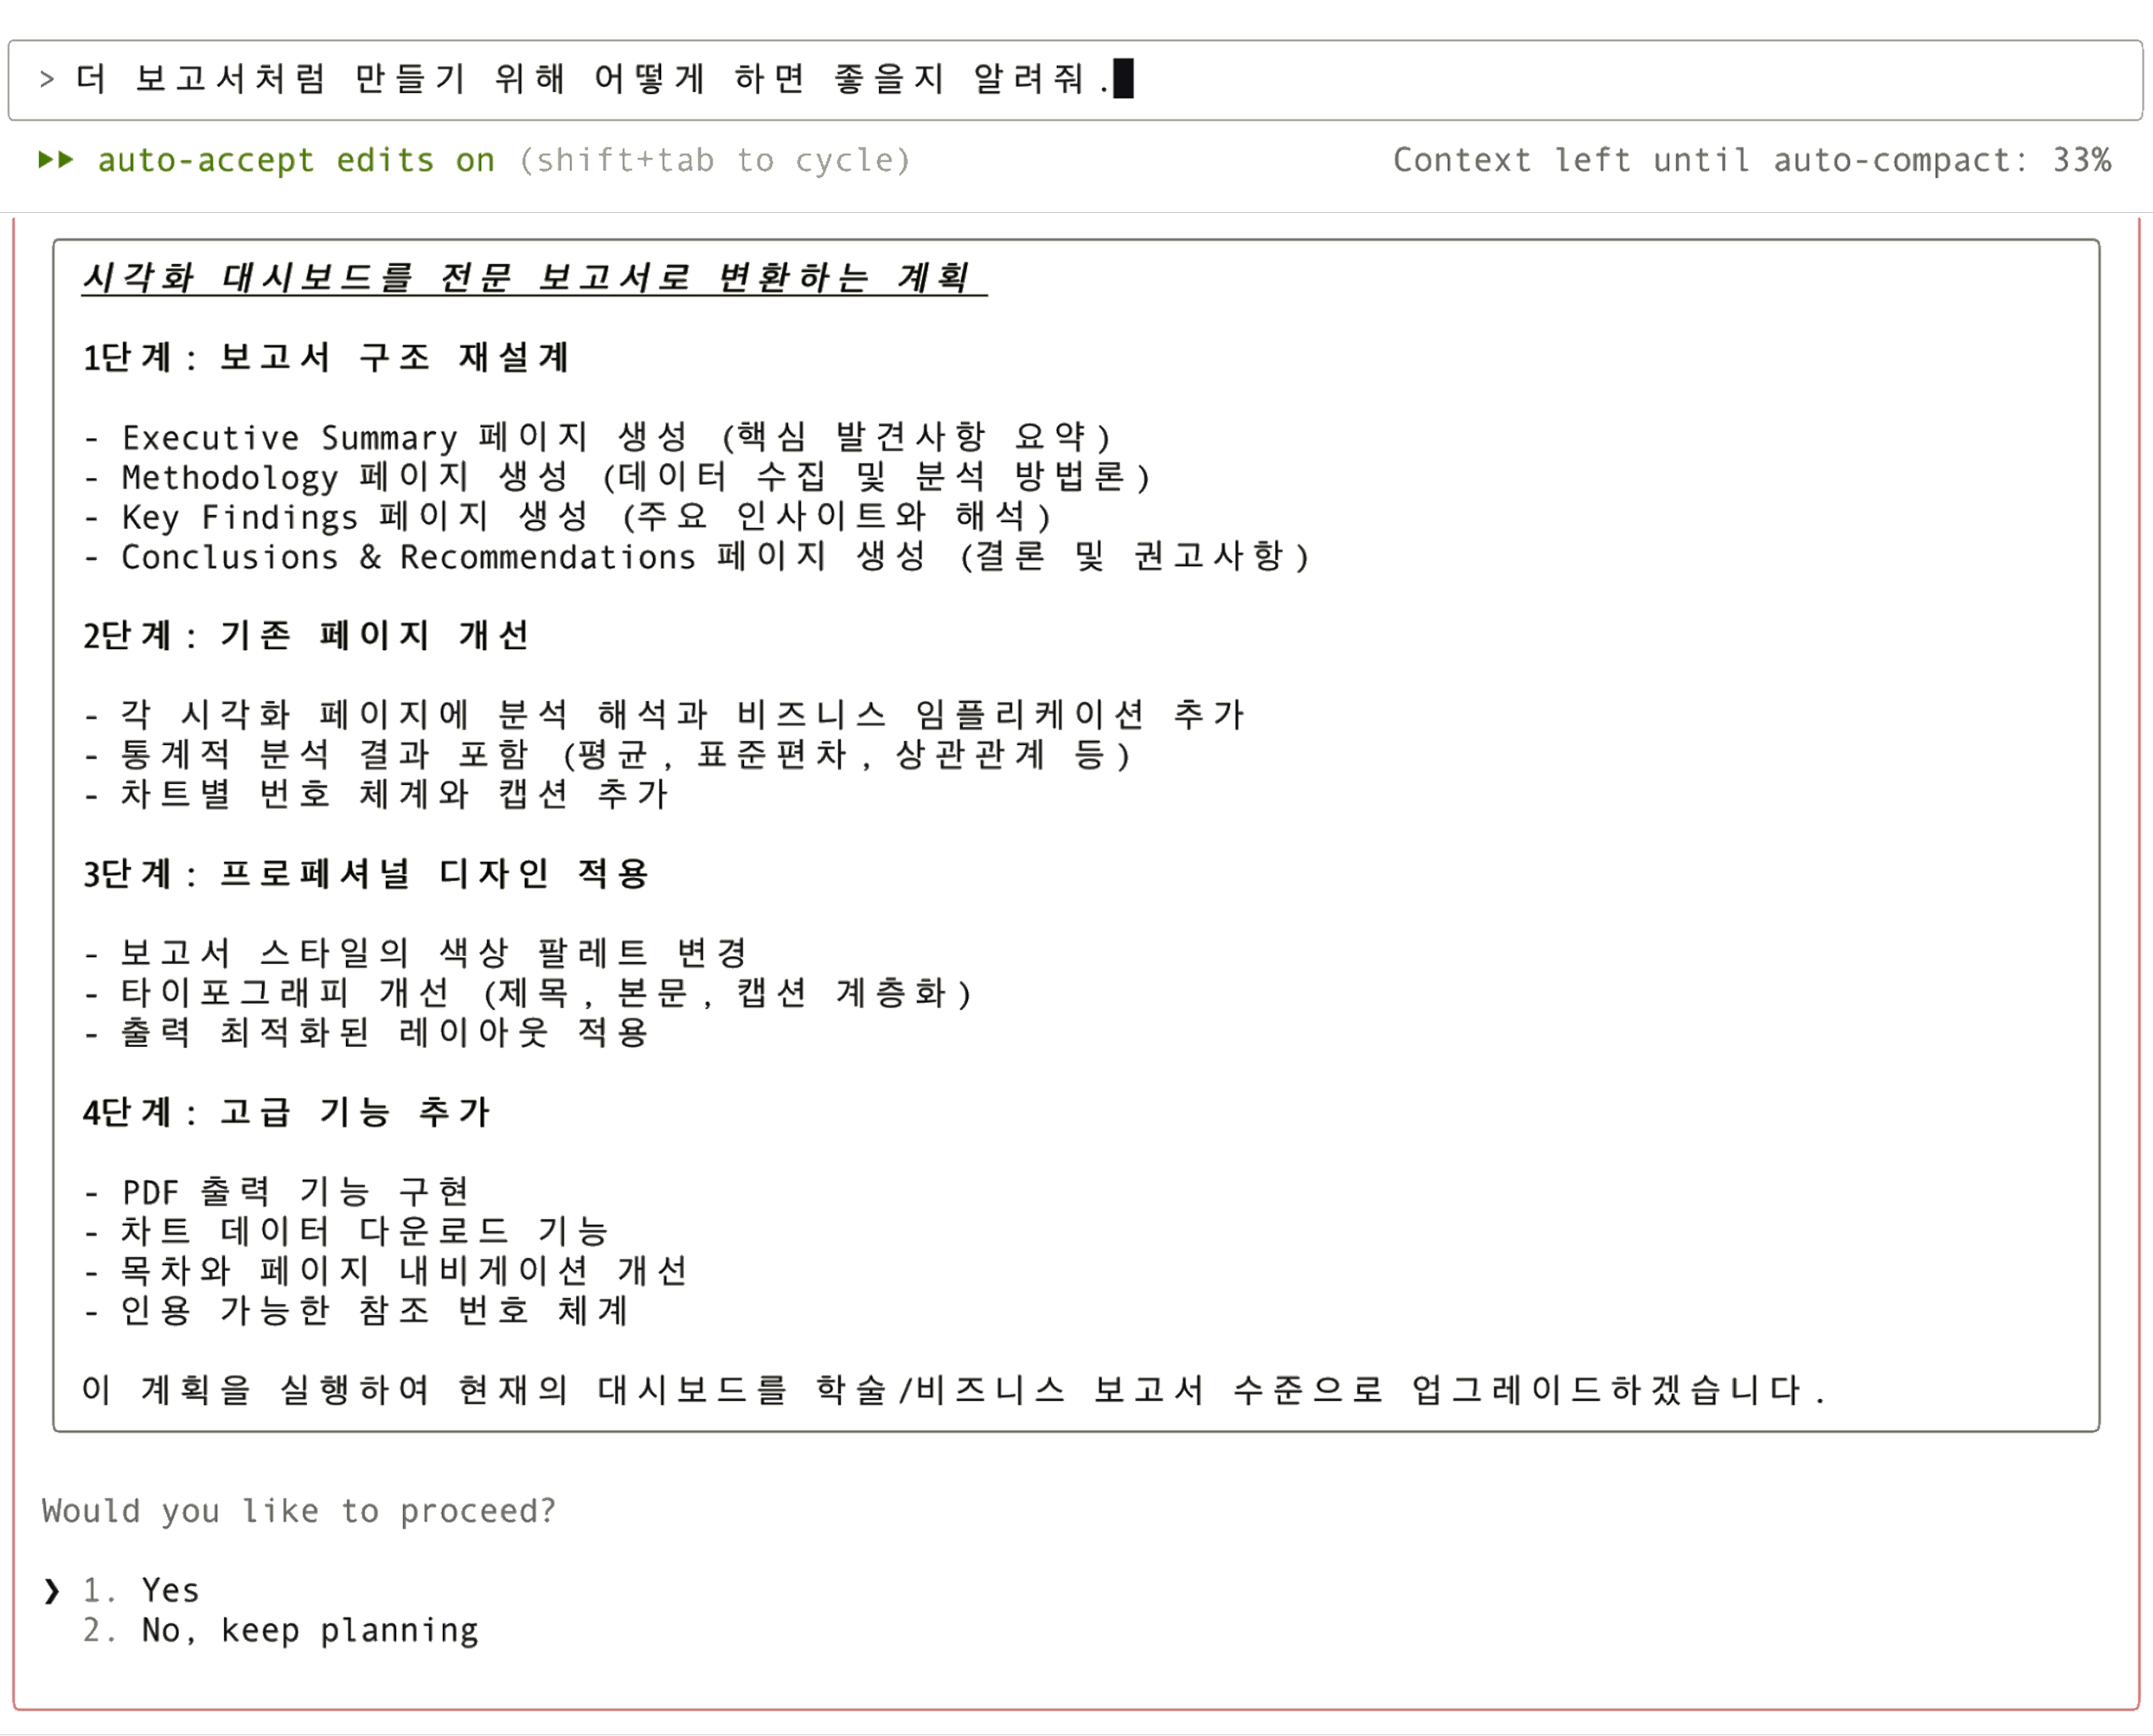 > 더 보고서처럼 만들기 위해 어떻게 하면 좋을지 알려줘.
▶▶ auto-accept edits on (shift+tab to cycle) Context left until auto-compact: 33%
시각화 대시보드를 전문 보고서로 변환하는 계획
1단계: 보고서 구조 재설계
- Executive Summary 페이지 생성 (핵심 발견사항 요약)
- Methodology 페이지 생성 (데이터 수집 및 분석 방법론)
- Key Findings 페이지 생성 (주요 인사이트와 해석)
- Conclusions & Recommendations 페이지 생성 (결론 및 권고사항)
2단계: 기존 페이지 개선
- 각 시각화 페이지에 분석 해석과 비즈니스 임플리케이션 추가
- 통계적 분석 결과 포함 (평균, 표준편차, 상관관계 등)
- 차트별 번호 체계와 캡션 추가
3단계: 프로페셔널 디자인 적용
- 보고서 스타일의 색상 팔레트 변경
- 타이포그래피 개선 (제목, 본문, 캡션 계층화)
- 출력 최적화된 레이아웃 적용
4단계: 고급 기능 추가
- PDF 출력 기능 구현
- 차트 데이터 다운로드 기능
- 목차와 페이지 내비게이션 개선
- 인용 가능한 참조 번호 체계
이 계획을 실행하여 현재의 대시보드를 학술/비즈니스 보고서 수준으로 업그레이드하겠습니다.
Would you like to proceed?
❯ 1. Yes
2. No, keep planning